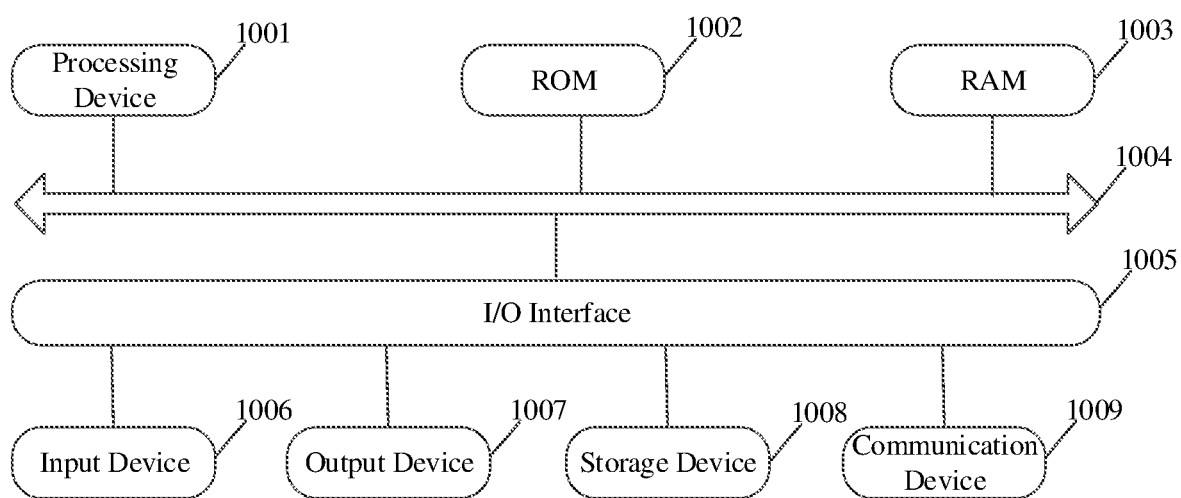 1001
1002
1003
Processing
Device
ROM
RAM
1004
1005
I/O Interface
1006
1007
1008
1009
Input Device
Output Device
Storage Device
Communication
Device